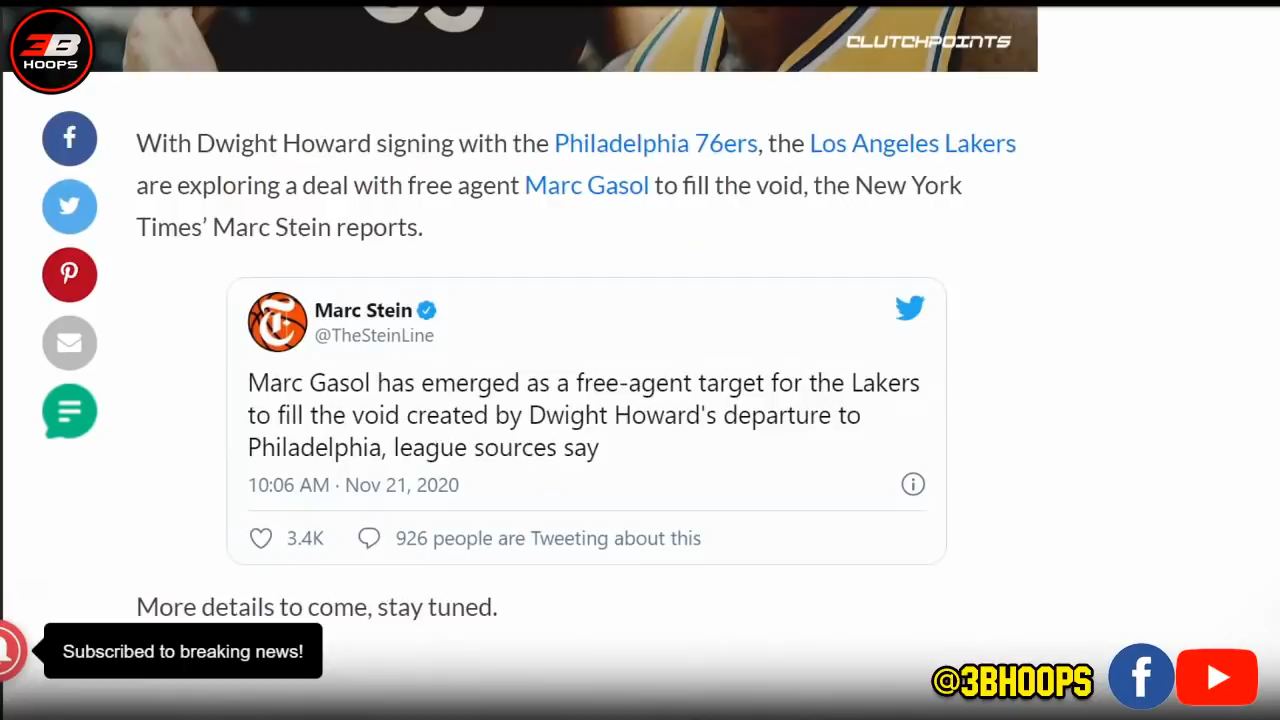 3B
HOOPS
CLUTCHPOINTS
With Dwight Howard signing with the Philadelphia 76ers, the Los Angeles Lakers
are exploring a deal with free agent Marc Gasol to fill the void, the New York
Times’ Marc Stein reports.
Marc Stein
@TheSteinLine
Marc Gasol has emerged as a free-agent target for the Lakers
to fill the void created by Dwight Howard's departure to
Philadelphia, league sources say
10:06 AM · Nov 21, 2020
3.4K 926 people are Tweeting about this
More details to come, stay tuned.
Subscribed to breaking news!
@3BHOOPS